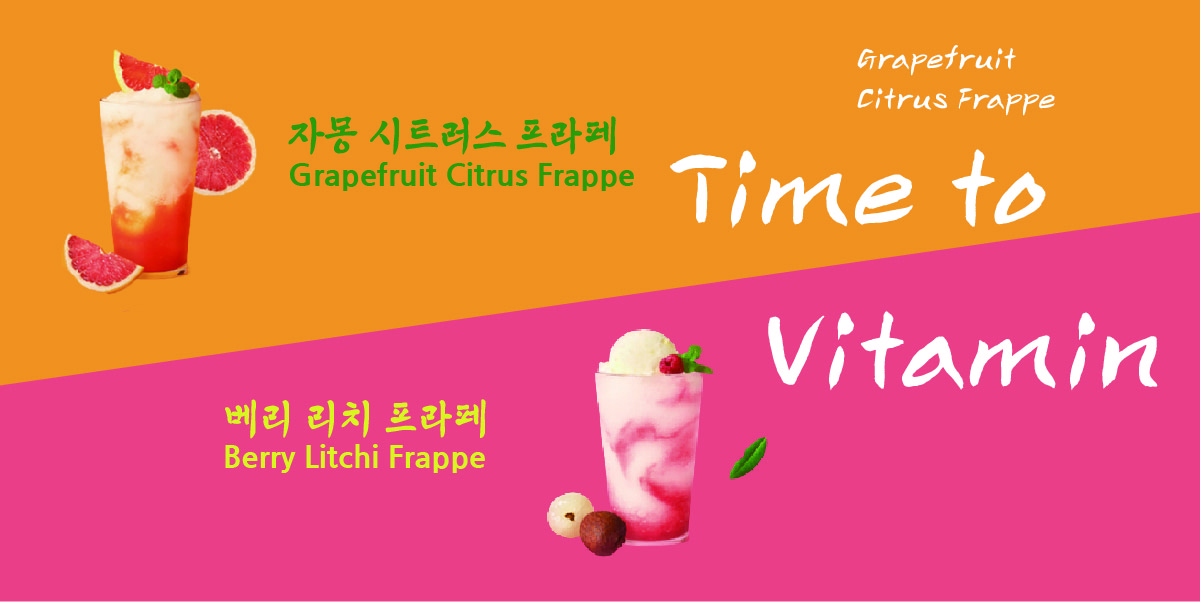 Grapefruit
Citrus Frappe
자몽 시트러스 프라페
Grapefruit Citrus Frappe
Time to
Vitamin
베리 리치 프라페
Berry Litchi Frappe